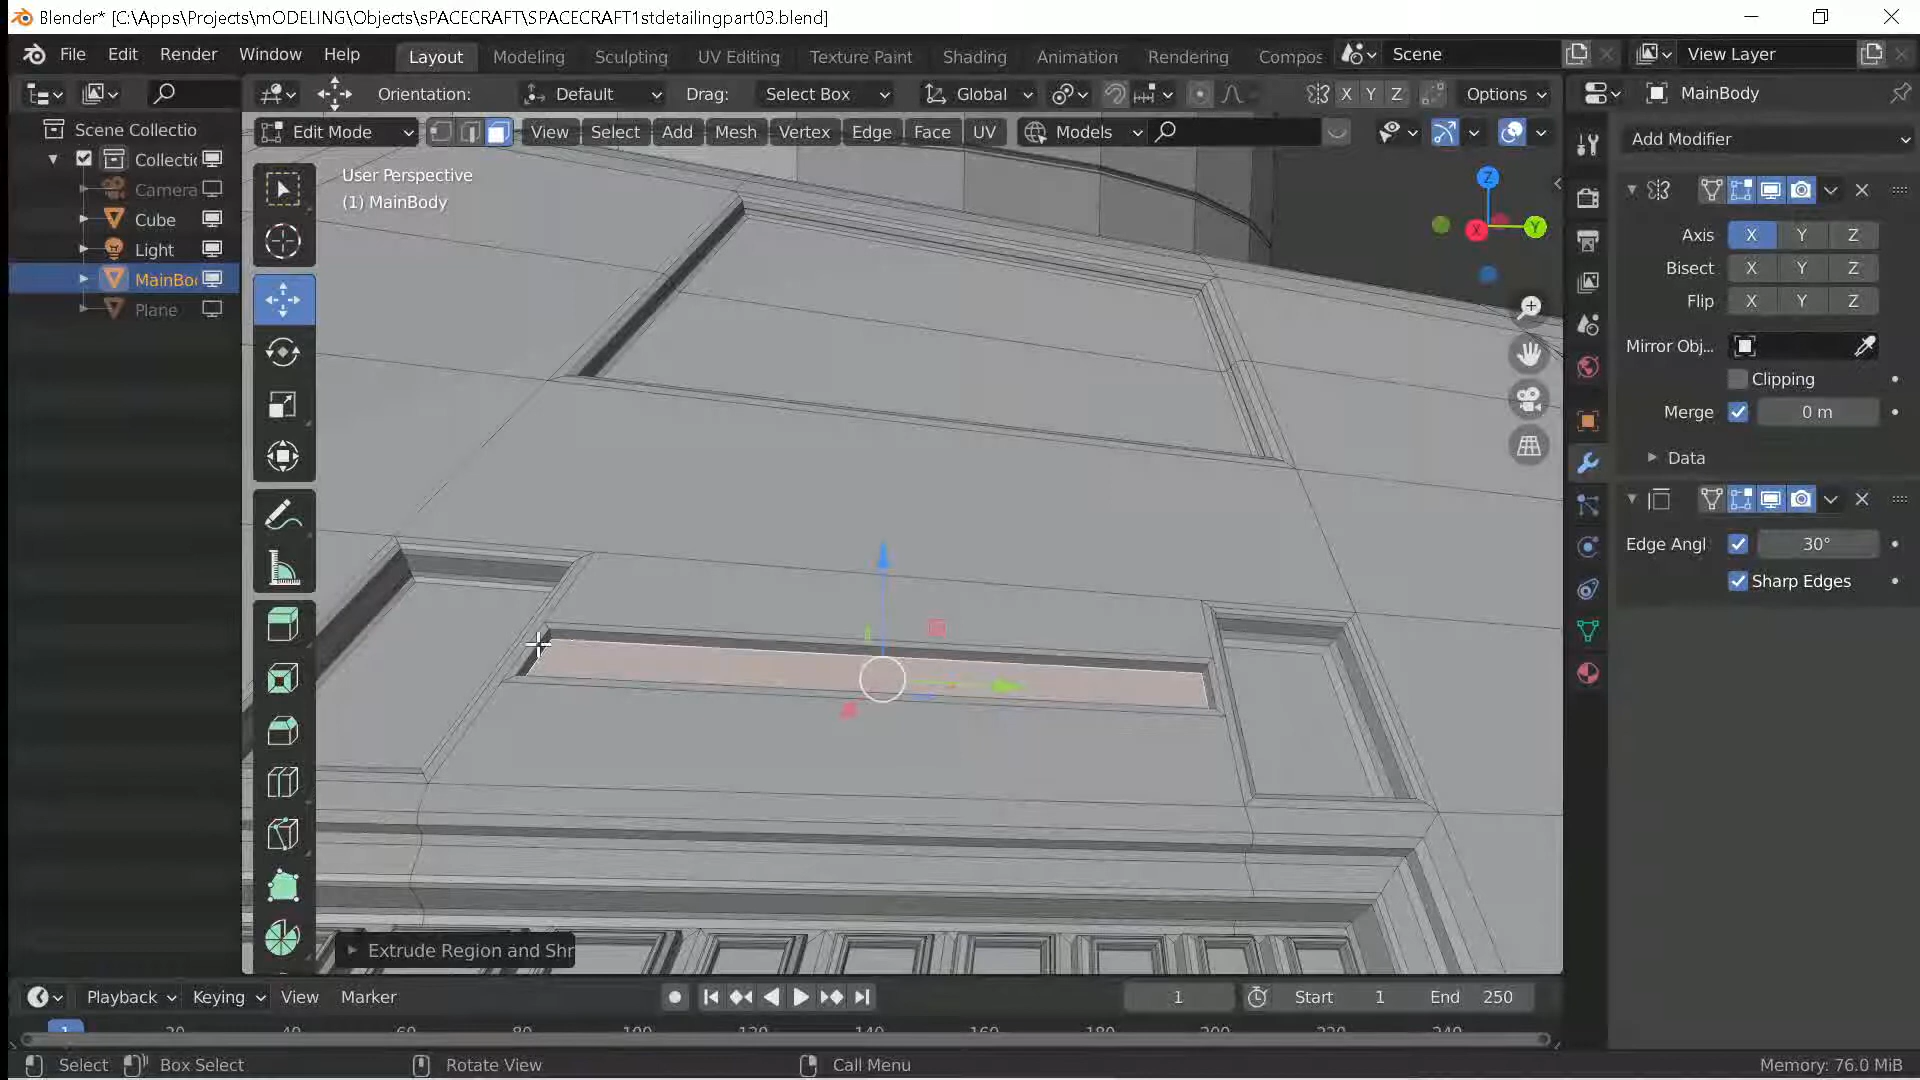 Blender* [C:\Apps\Projects\mODELING\Objects\sPACECRAFT\SPACECRAFT1stdetailingpart03.blend]
File Edit Render Window Help Layout Modeling Sculpting UV Editing Texture Paint Shading Animation Rendering Compos Scene View Layer
Orientation: Default Drag: Select Box Global X Y Z Options MainBody
Scene Collectio Edit Mode View Select Add Mesh Vertex Edge Face UV Models Add Modifier
Collectio
Camera
Cube
Light
MainBoo
Plane
User Perspective
(1) MainBody
Z
X
Y
Axis X Y Z
Bisect X Y Z
Flip X Y Z
Mirror Obj...
Clipping
Merge 0 m
Data
Edge Angl 30°
Sharp Edges
Extrude Region and Shr
Playback Keying View Marker 1 Start 1 End 250
1 20 40 60 80 100 120 140 160 180 200 220 240
Select Box Select Rotate View Call Menu Memory: 76.0 MiB